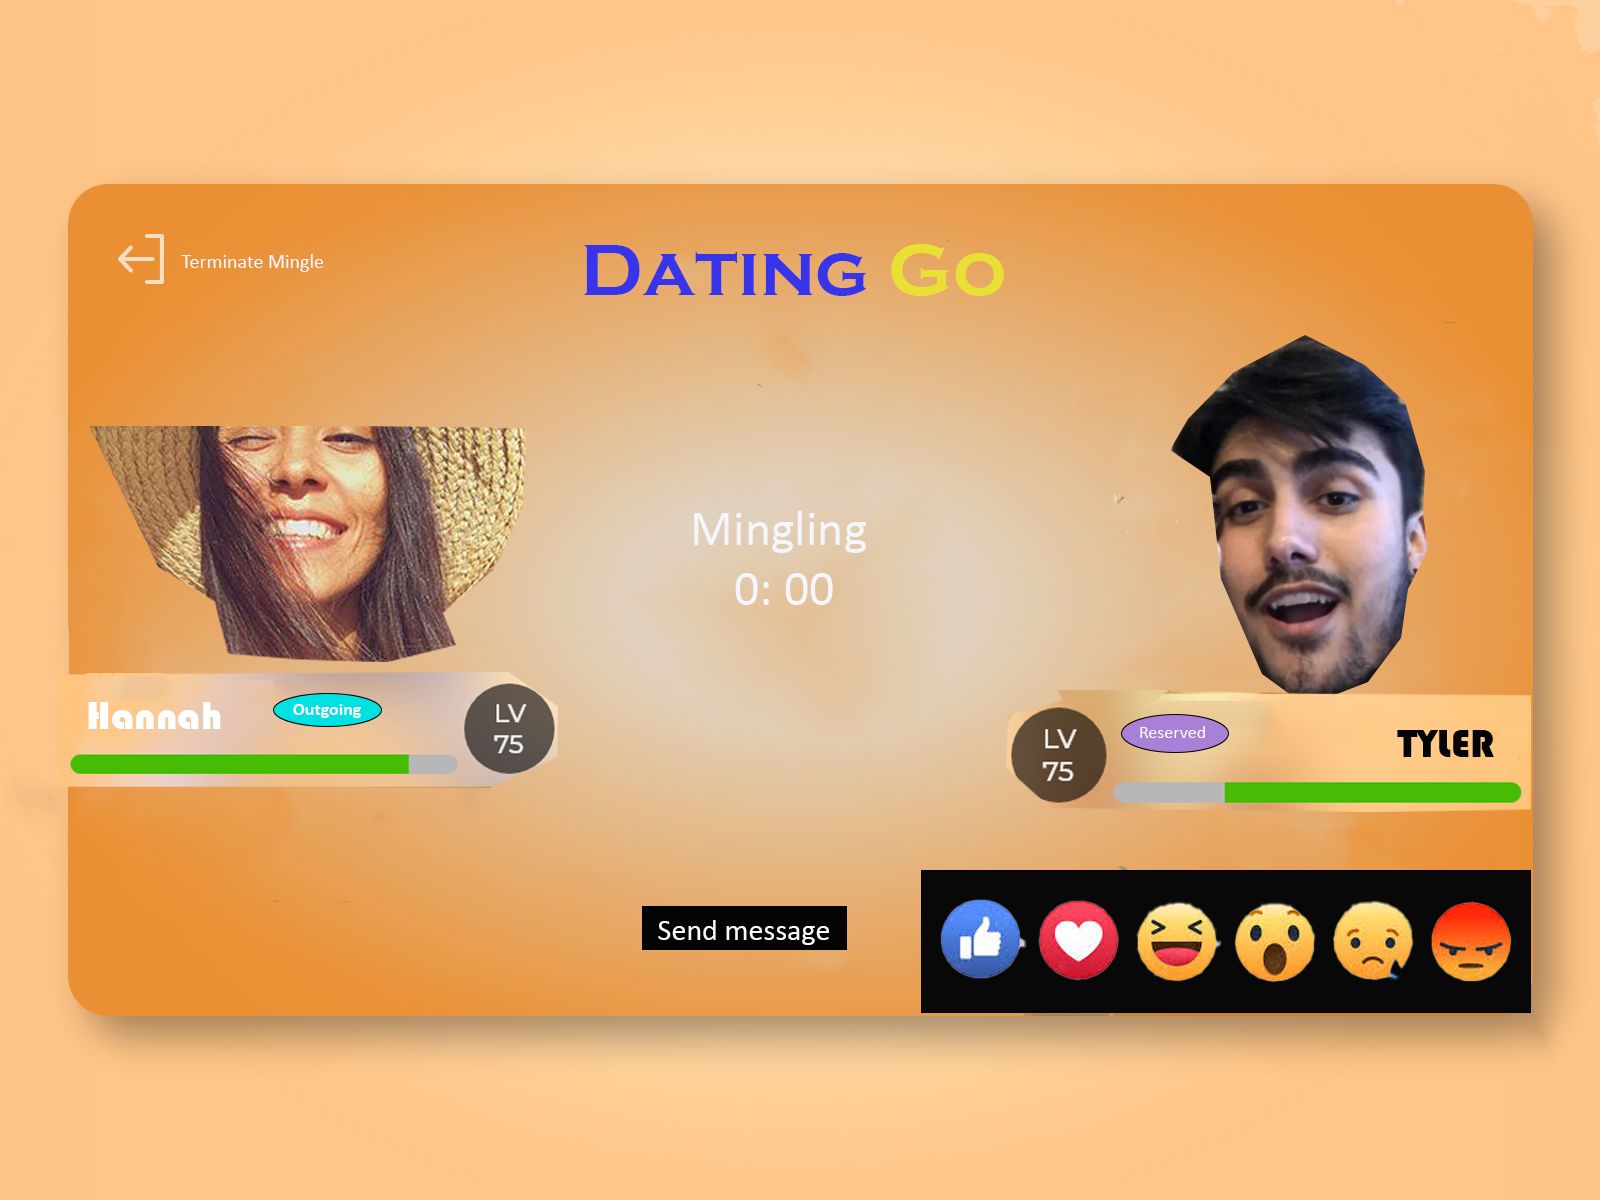 Terminate Mingle
Dating Go
Mingling
0: 00
Hannah
Outgoing
LV
75
LV
75
Reserved
TYLER
Send message